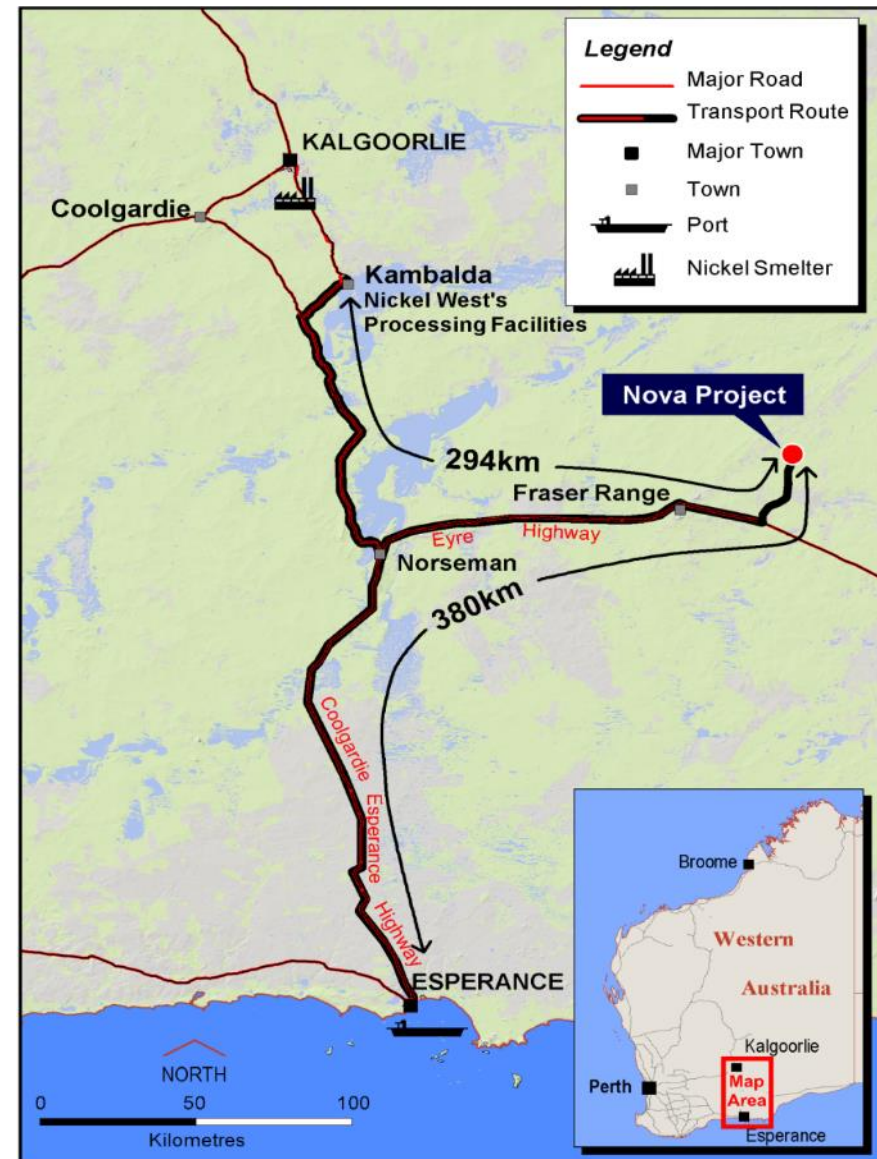 Legend
Major Road
Transport Route
Major Town
Town
Port
Nickel Smelter
KALGOORLIE
Coolgardie
Kambalda
Nickel West's
Processing Facilities
Nova Project
294km
Fraser Range
Eyre Highway
Norseman
380km
Coolgardie Esperance Highway
ESPERANCE
NORTH
0 50 100
Kilometres
Broome
Western
Australia
Kalgoorlie
Perth
Map
Area
Esperance